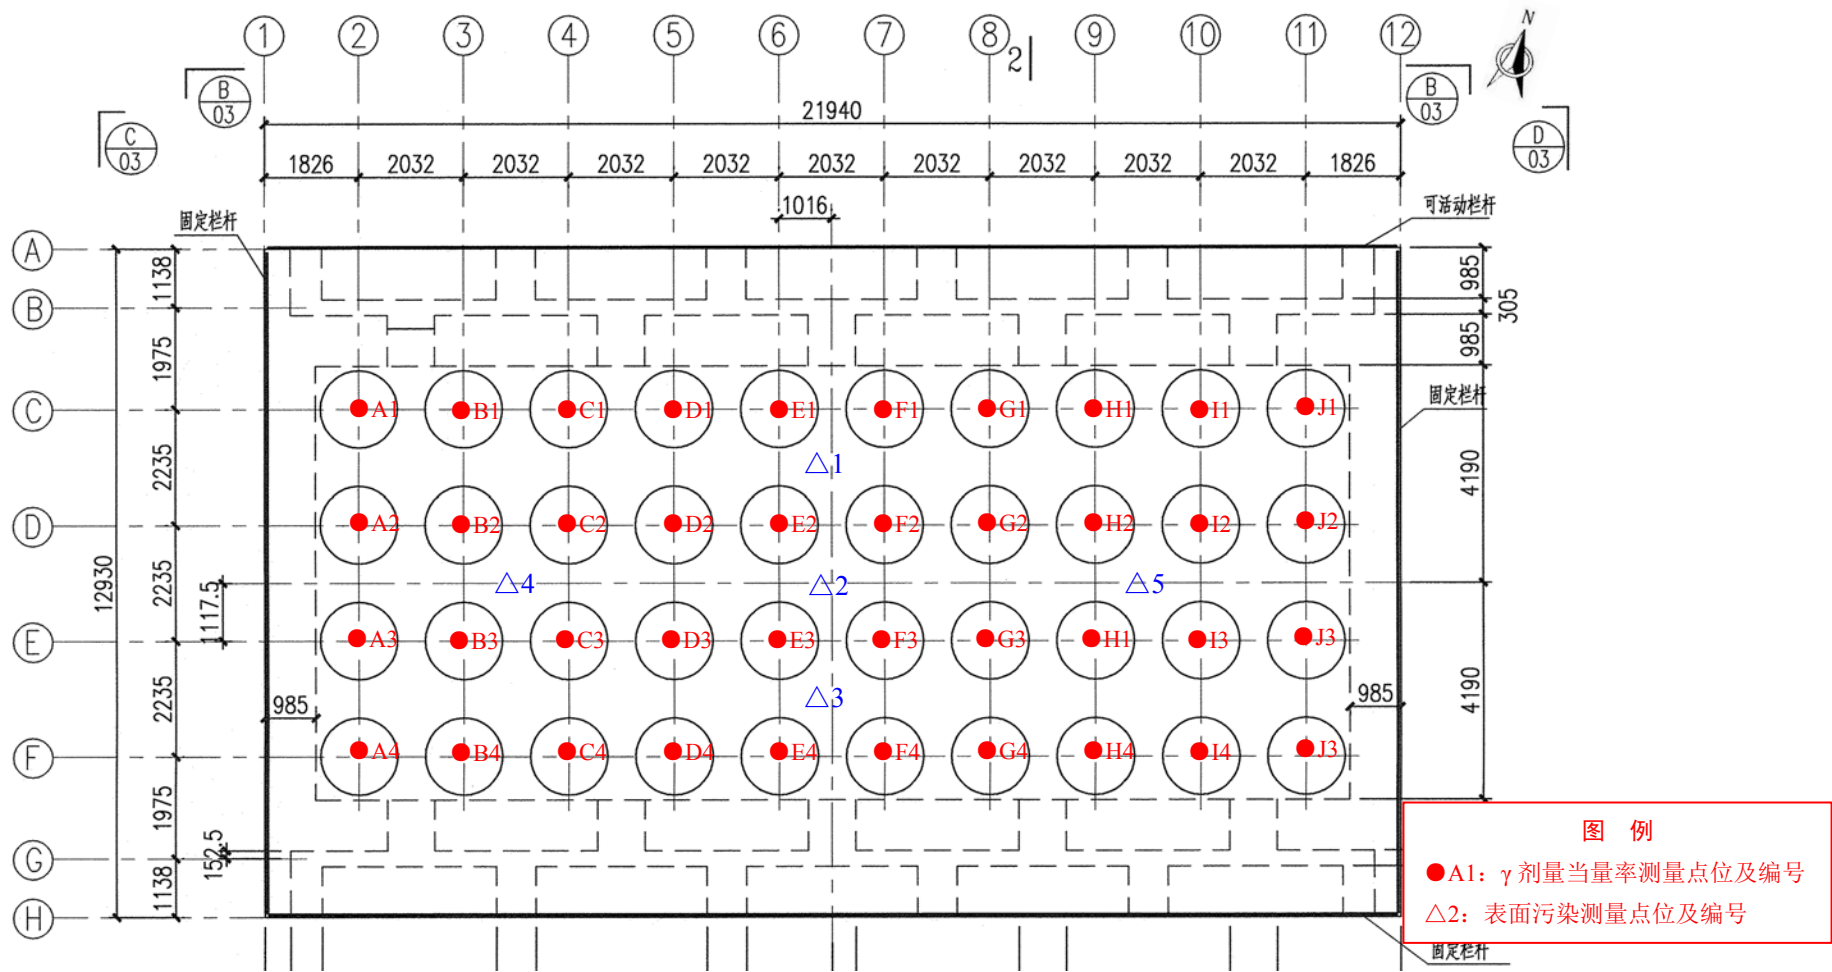 1 2 3 4 5 6 7 8 9 10 11 12
N
2
B
03
B
03
C
03
D
03
21940
1826 2032 2032 2032 2032 2032 2032 2032 2032 2032 1826
1016
固定栏杆
可活动栏杆
A
1138
985
305
B
985
1975
固定栏杆
C
A1 B1 C1 D1 E1 F1 G1 H1 I1 J1
△1
2235
4190
D
A2 B2 C2 D2 E2 F2 G2 H2 I2 J2
12930
2235
1117.5
△4 △2 △5
E
A3 B3 C3 D3 E3 F3 G3 H1 I3 J3
2235
985
△3
985
4190
F
A4 B4 C4 D4 E4 F4 G4 H4 I4 J3
1975
152.5
G
1138
H
图 例
●A1：γ 剂量当量率测量点位及编号
△2：表面污染测量点位及编号
固定栏杆